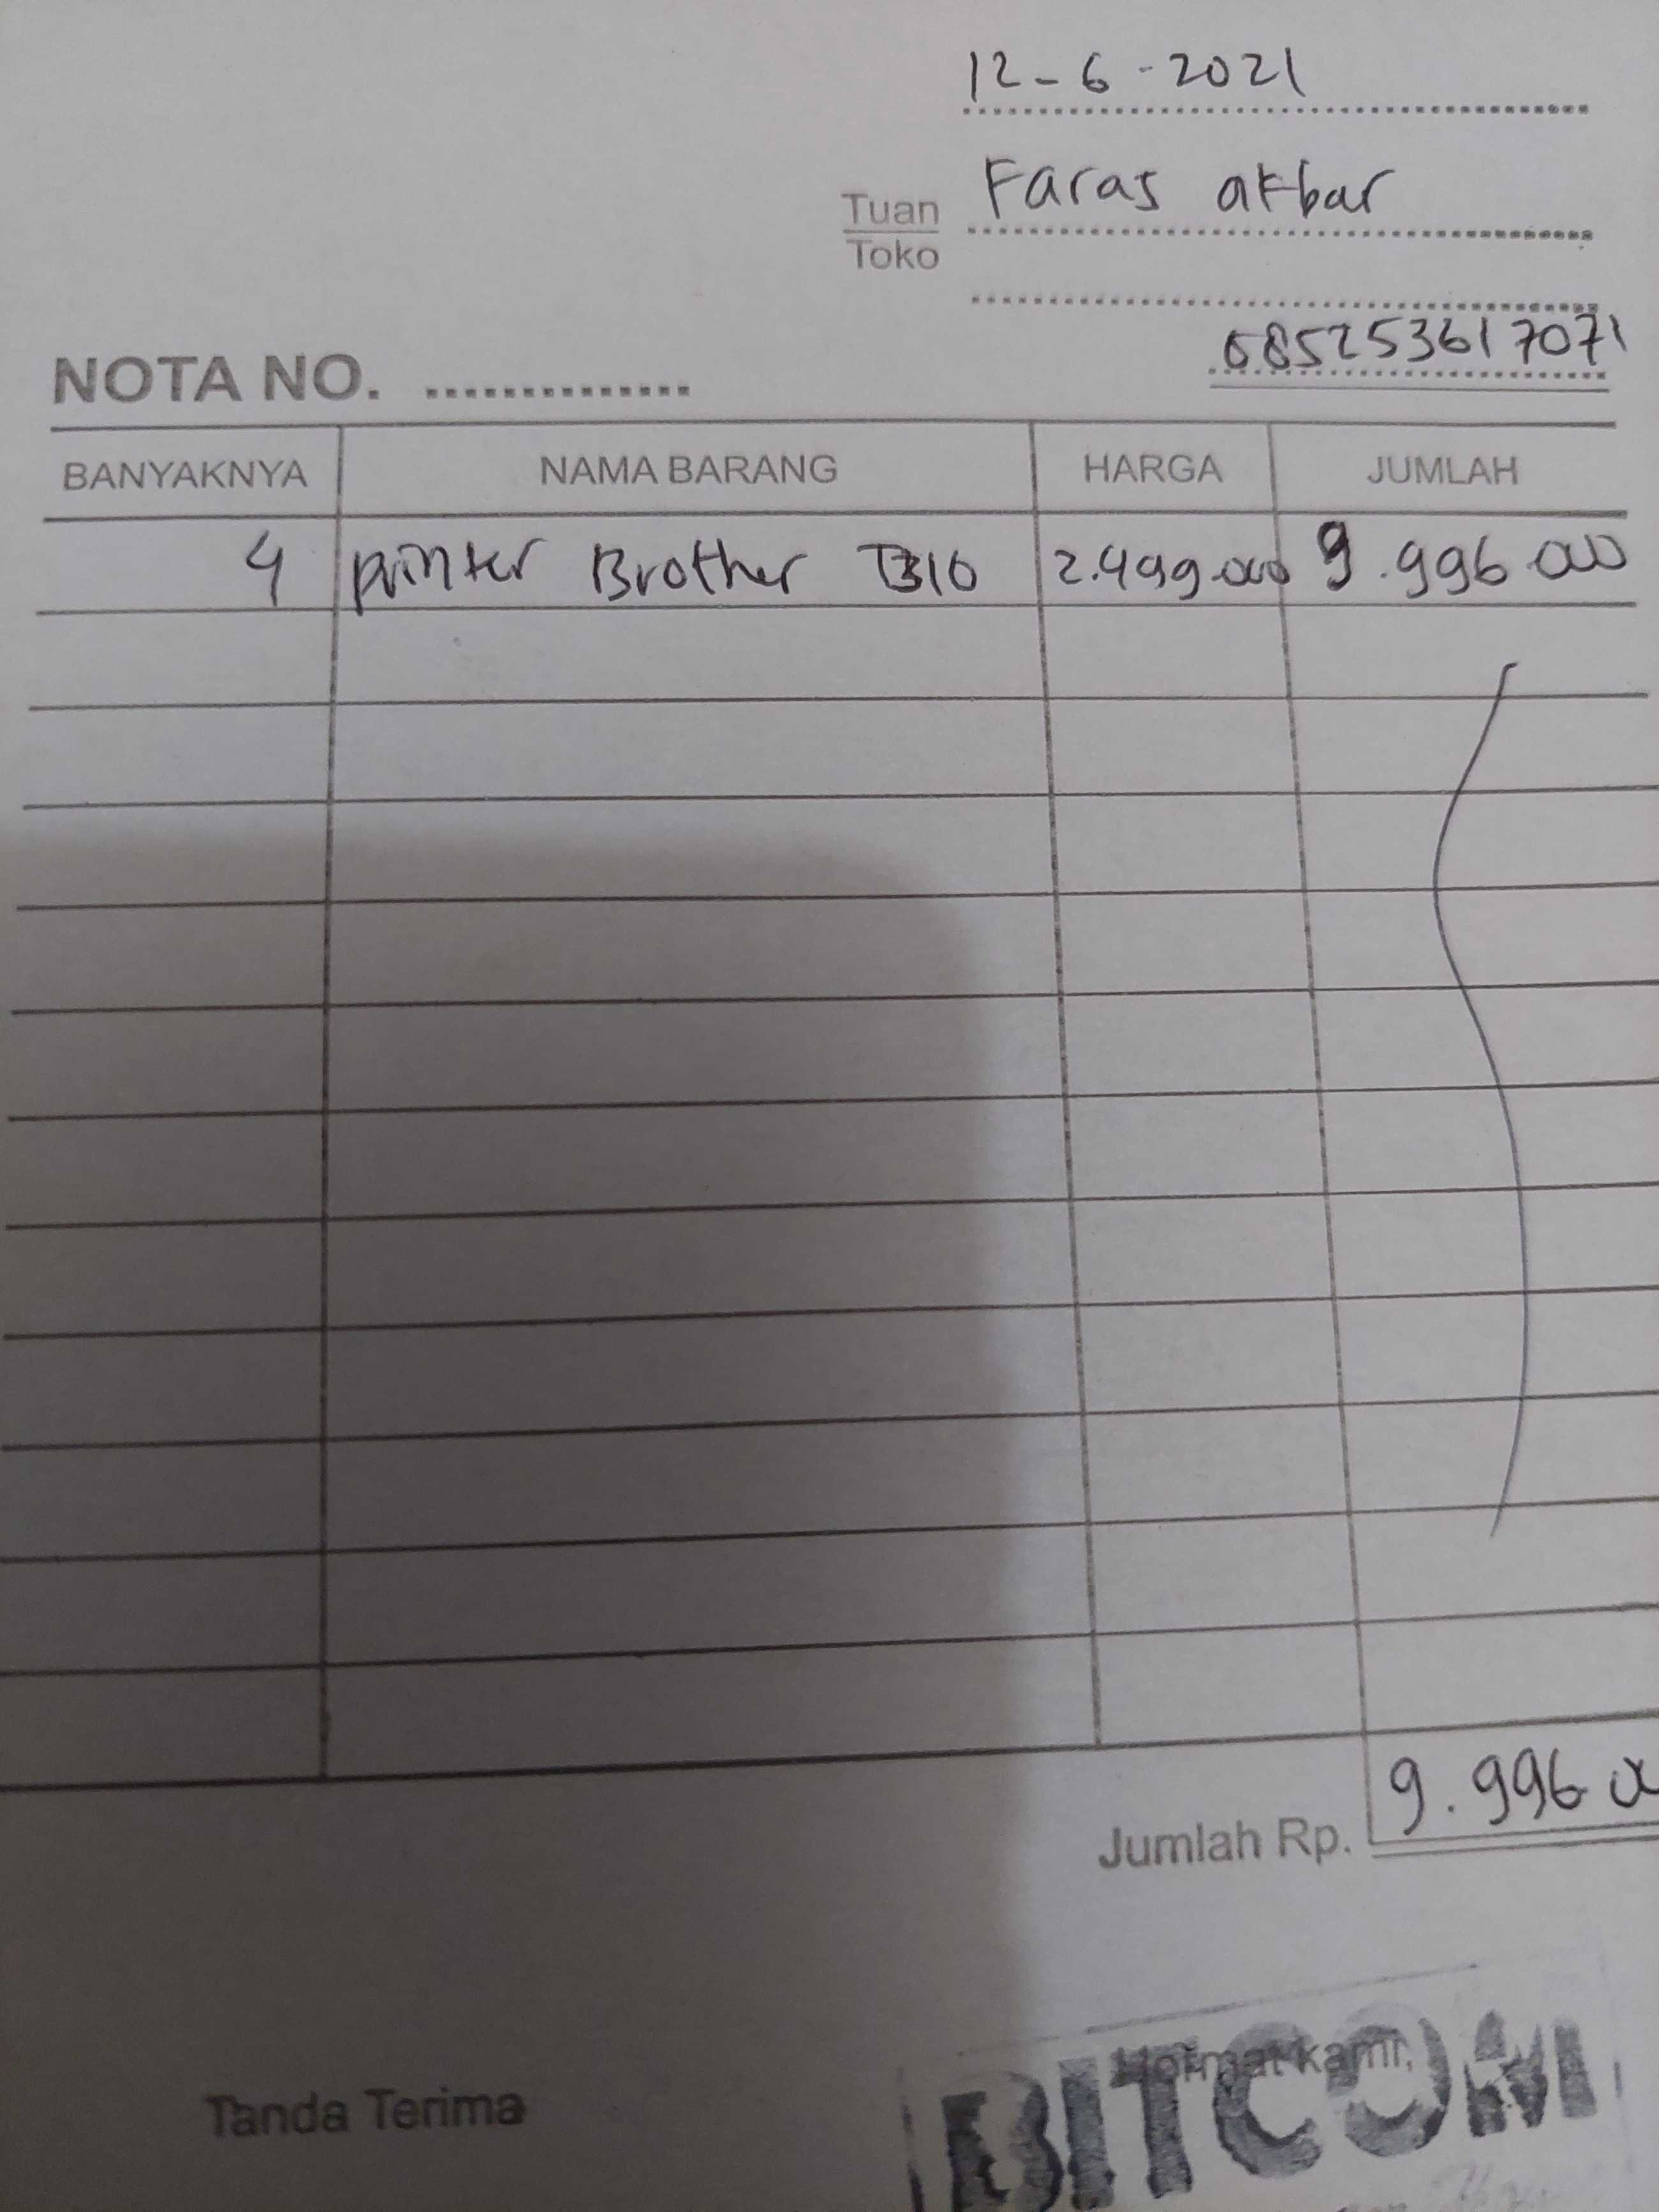 12-6-2021
Tuan Faras akbar
Toko
085253617071
NOTA NO. ..............
BANYAKNYA NAMA BARANG HARGA JUMLAH
4 printer Brother T310 2.499.000 9.996 000
Jumlah Rp. 9.996 0
Tanda Terima Hormat kami,
BITCOM